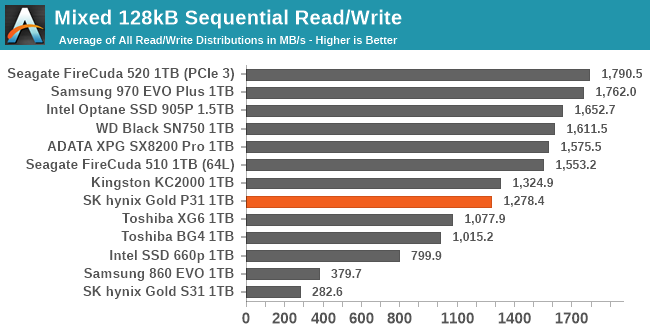 Mixed 128kB Sequential Read/Write
Average of All Read/Write Distributions in MB/s - Higher is Better
Seagate FireCuda 520 1TB (PCIe 3) 1,790.5
Samsung 970 EVO Plus 1TB 1,762.0
Intel Optane SSD 905P 1.5TB 1,652.7
WD Black SN750 1TB 1,611.5
ADATA XPG SX8200 Pro 1TB 1,575.5
Seagate FireCuda 510 1TB (64L) 1,553.2
Kingston KC2000 1TB 1,324.9
SK hynix Gold P31 1TB 1,278.4
Toshiba XG6 1TB 1,077.9
Toshiba BG4 1TB 1,015.2
Intel SSD 660p 1TB 799.9
Samsung 860 EVO 1TB 379.7
SK hynix Gold S31 1TB 282.6
0 200 400 600 800 1100 1400 1700